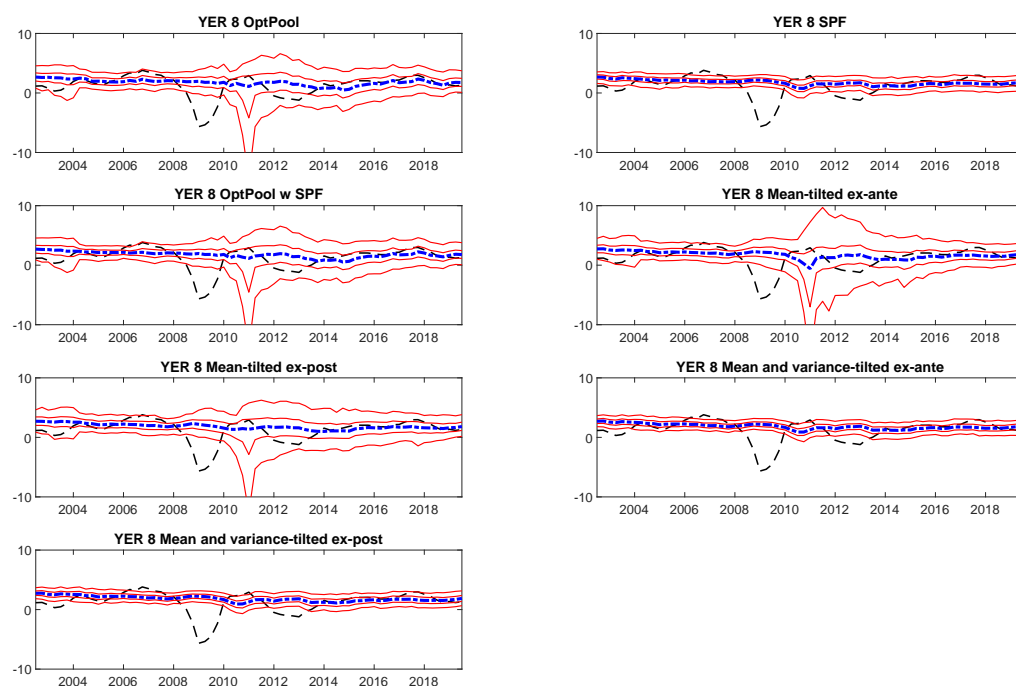 YER 8 OptPool
10
0
-10
2004 2006 2008 2010 2012 2014 2016 2018
YER 8 SPF
10
0
-10
2004 2006 2008 2010 2012 2014 2016 2018
YER 8 OptPool w SPF
10
0
-10
2004 2006 2008 2010 2012 2014 2016 2018
YER 8 Mean-tilted ex-ante
10
0
-10
2004 2006 2008 2010 2012 2014 2016 2018
YER 8 Mean-tilted ex-post
10
0
-10
2004 2006 2008 2010 2012 2014 2016 2018
YER 8 Mean and variance-tilted ex-ante
10
0
-10
2004 2006 2008 2010 2012 2014 2016 2018
YER 8 Mean and variance-tilted ex-post
10
0
-10
2004 2006 2008 2010 2012 2014 2016 2018